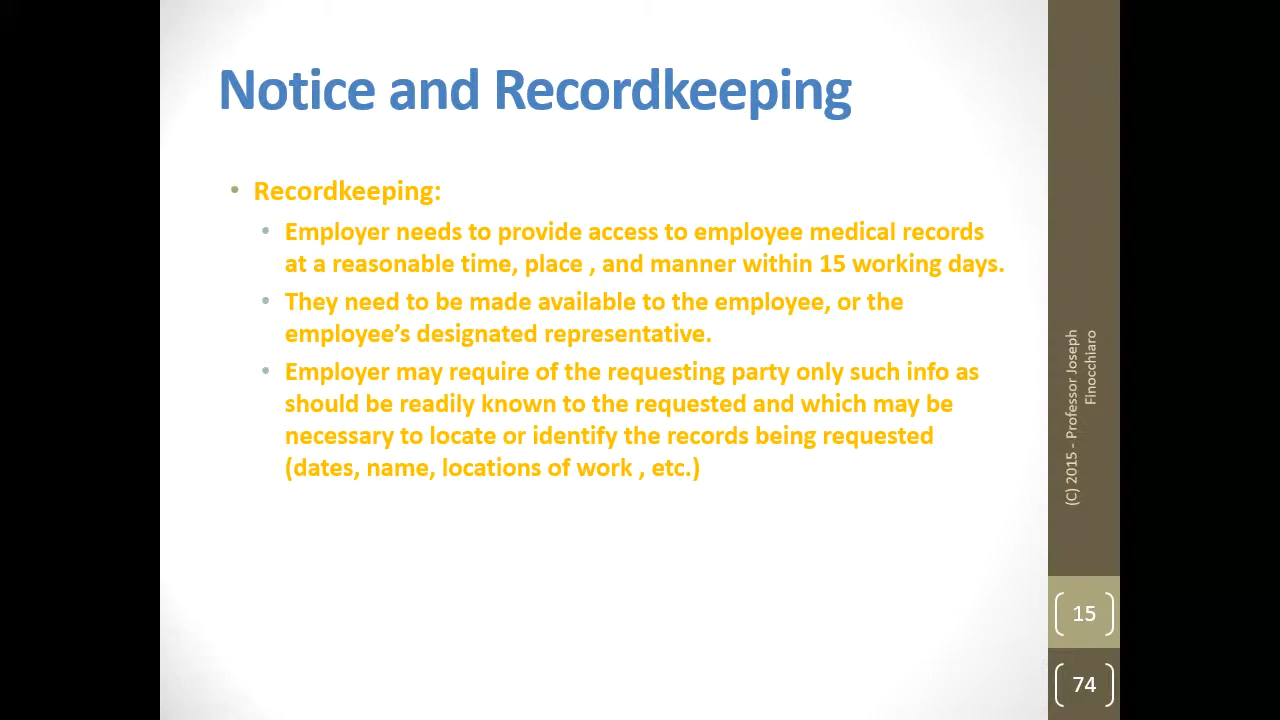 Notice and Recordkeeping
• Recordkeeping:
• Employer needs to provide access to employee medical records
at a reasonable time, place , and manner within 15 working days.
• They need to be made available to the employee, or the
employee’s designated representative.
• Employer may require of the requesting party only such info as
should be readily known to the requested and which may be
necessary to locate or identify the records being requested
(dates, name, locations of work , etc.)
(C) 2015 - Professor Joseph
Finocchiaro
15
74